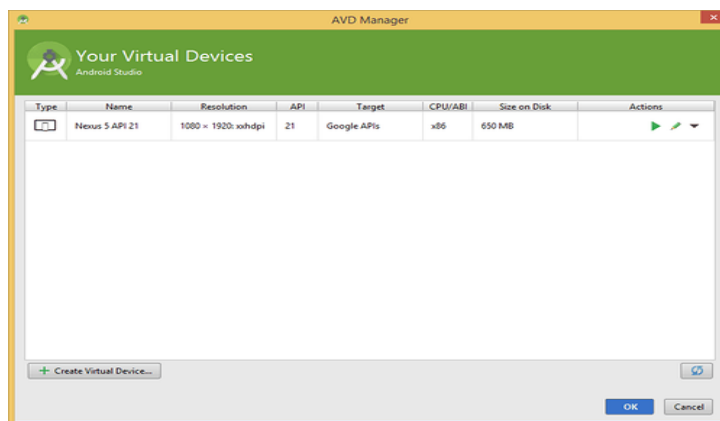 AVD Manager
Your Virtual Devices
Android Studio
Type Name Resolution API Target CPU/ABI Size on Disk Actions
Nexus 5 API 21 1080 × 1920: xxhdpi 21 Google APIs x86 650 MB
Create Virtual Device...
OK Cancel